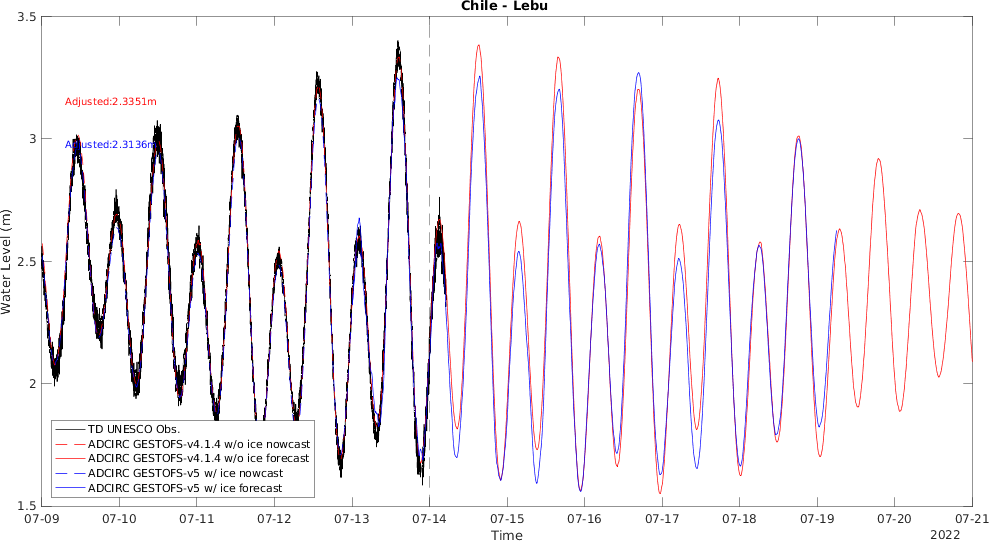 Chile - Lebu
3.5
3
2.5
2
1.5
Water Level (m)
Adjusted:2.3351m
Adjusted:2.3136m
TD UNESCO Obs.
ADCIRC GESTOFS-v4.1.4 w/o ice nowcast
ADCIRC GESTOFS-v4.1.4 w/o ice forecast
ADCIRC GESTOFS-v5 w/ ice nowcast
ADCIRC GESTOFS-v5 w/ ice forecast
07-09 07-10 07-11 07-12 07-13 07-14 07-15 07-16 07-17 07-18 07-19 07-20 07-21
Time
2022